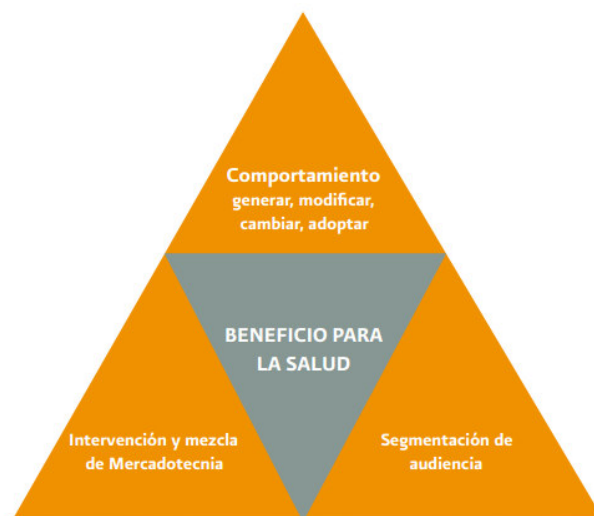 Comportamiento
generar, modificar,
cambiar, adoptar
BENEFICIO PARA
LA SALUD
Intervención y mezcla
de Mercadotecnia
Segmentación de
audiencia